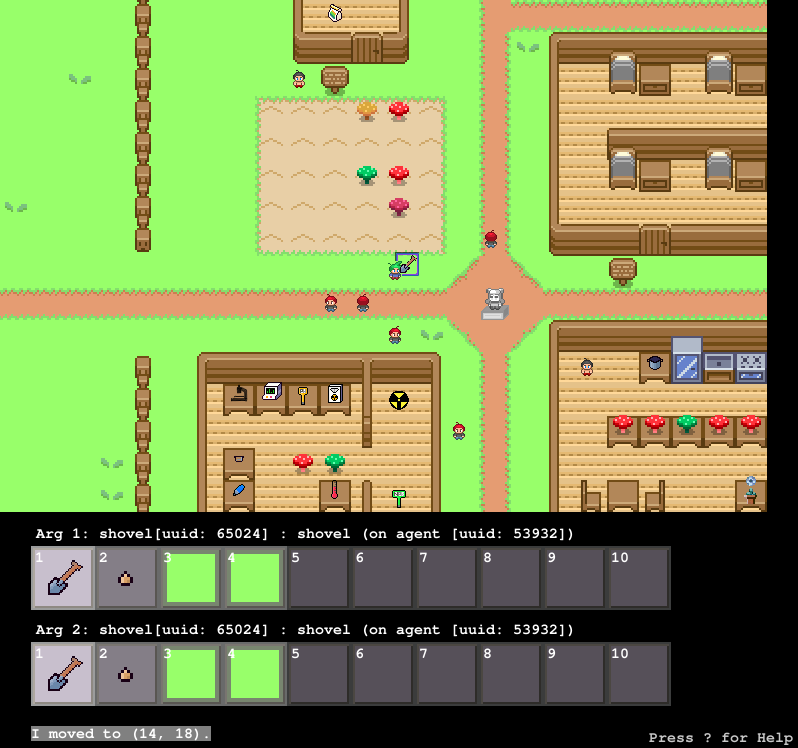 Arg 1: shovel[uuid: 65024] : shovel (on agent [uuid: 53932])
1 2 3 4 5 6 7 8 9 10
Arg 2: shovel[uuid: 65024] : shovel (on agent [uuid: 53932])
1 2 3 4 5 6 7 8 9 10
I moved to (14, 18).
Press ? for Help